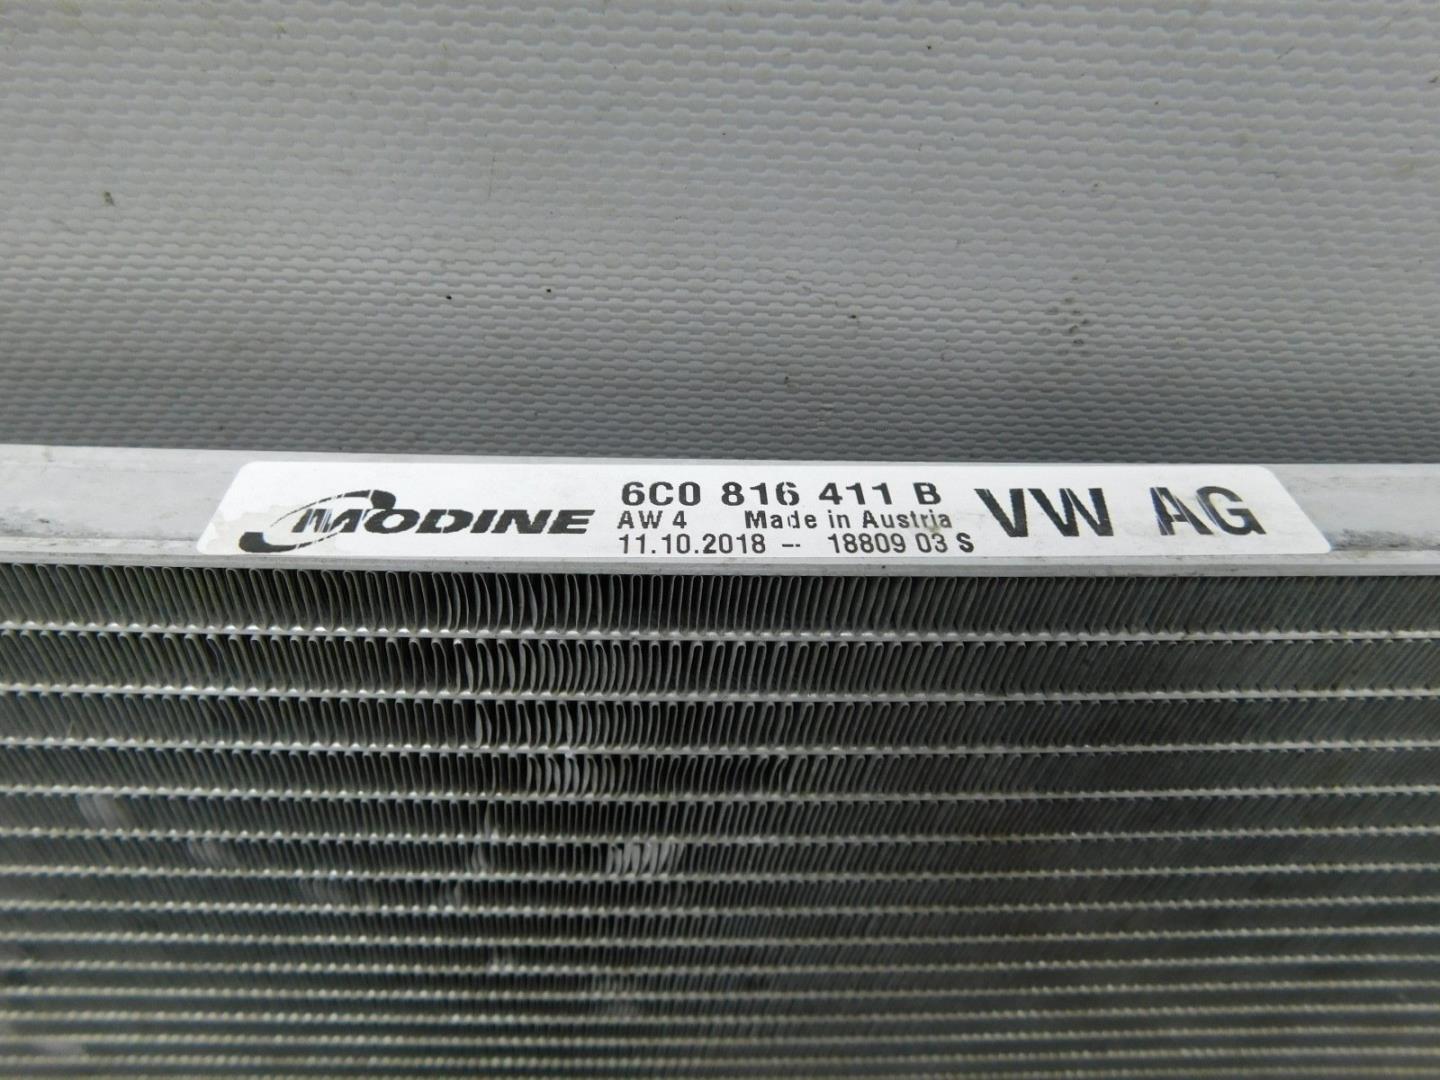 MODINE
6C0 816 411 B
AW 4 Made in Austria
11.10.2018 -- 18809 03 S
VW AG